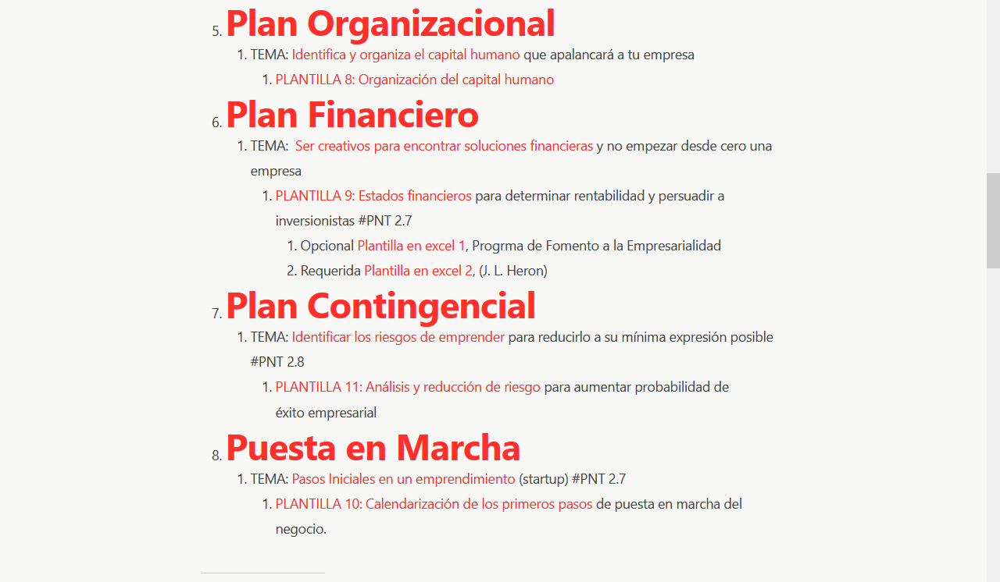 5. Plan Organizacional
1. TEMA: Identifica y organiza el capital humano que apalancará a tu empresa
1. PLANTILLA 8: Organización del capital humano
6. Plan Financiero
1. TEMA:  Ser creativos para encontrar soluciones financieras y no empezar desde cero una
empresa
1. PLANTILLA 9: Estados financieros para determinar rentabilidad y persuadir a
inversionistas #PNT 2.7
1. Opcional Plantilla en excel 1, Progrma de Fomento a la Empresarialidad
2. Requerida Plantilla en excel 2, (J. L. Heron)
7. Plan Contingencial
1. TEMA: Identificar los riesgos de emprender para reducirlo a su mínima expresión posible
#PNT 2.8
1. PLANTILLA 11: Análisis y reducción de riesgo para aumentar probabilidad de
éxito empresarial
8. Puesta en Marcha
1. TEMA: Pasos Iniciales en un emprendimiento (startup) #PNT 2.7
1. PLANTILLA 10: Calendarización de los primeros pasos de puesta en marcha del
negocio.